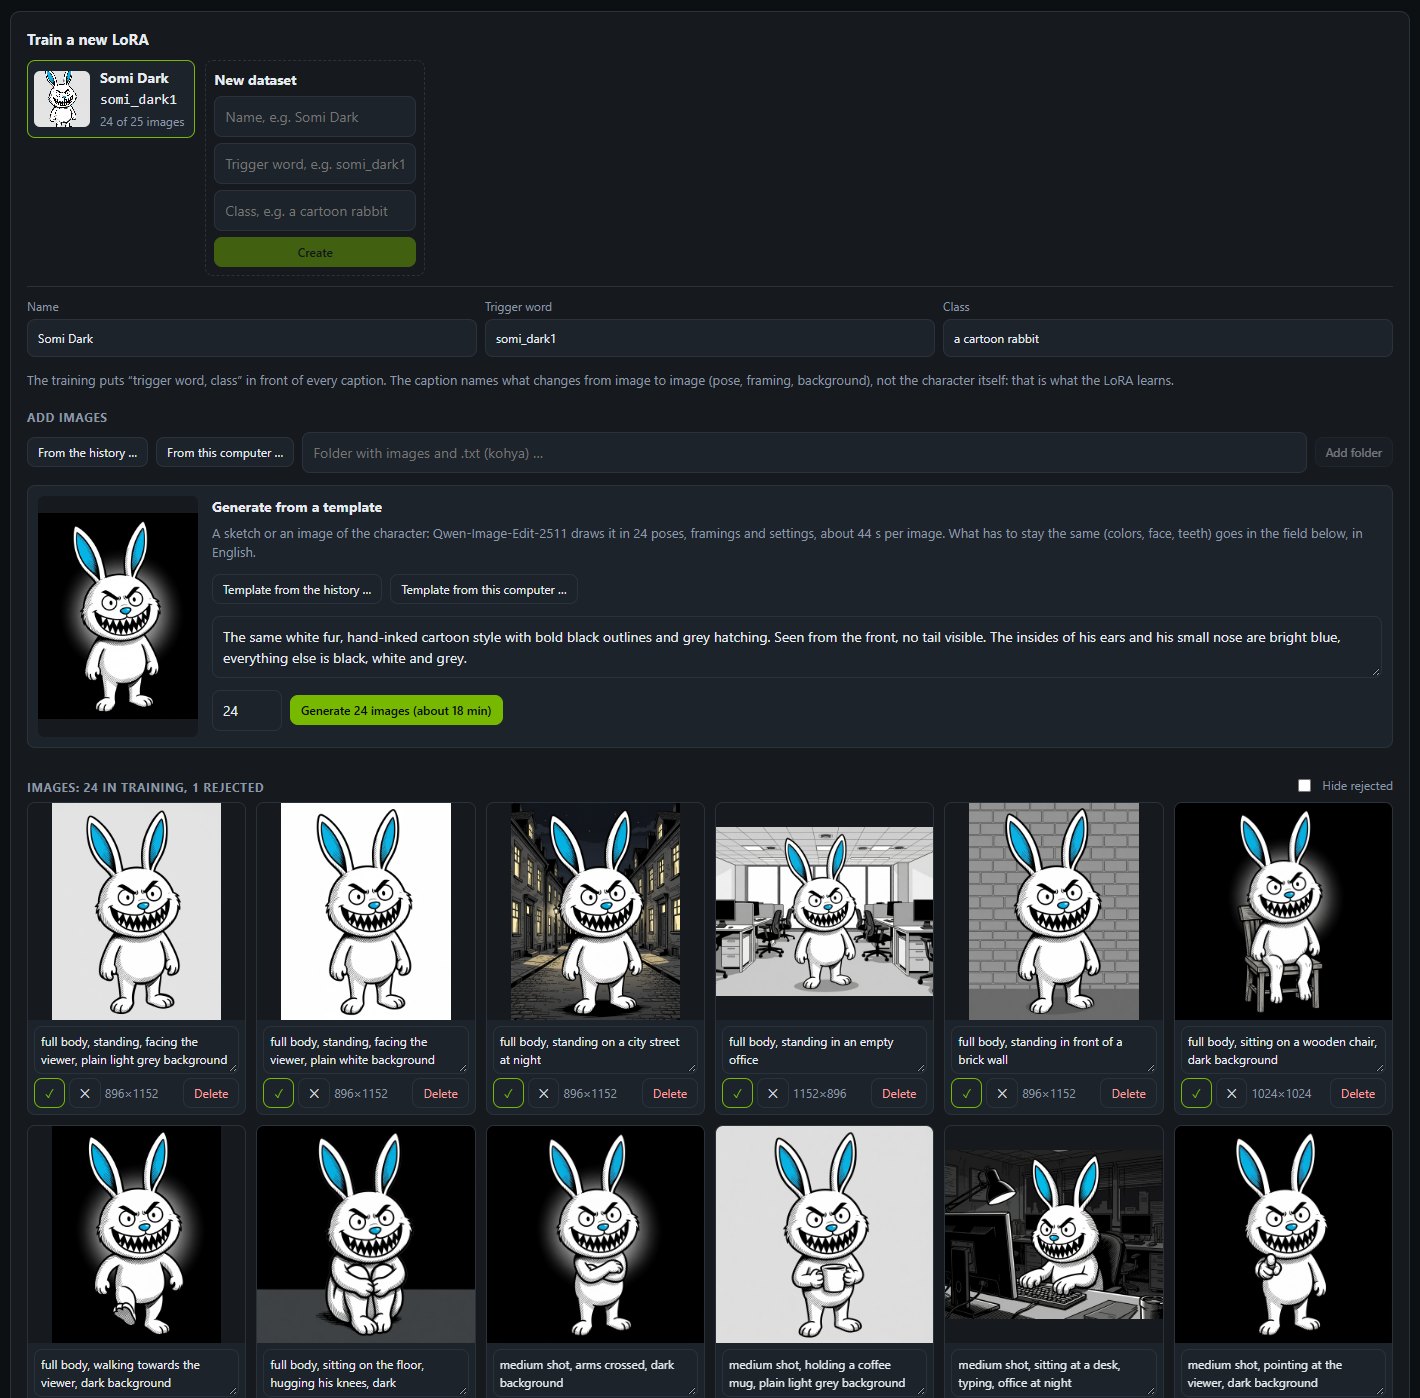 Train a new LoRA
Somi Dark
somi_dark1
24 of 25 images
New dataset
Name, e.g. Somi Dark
Trigger word, e.g. somi_dark1
Class, e.g. a cartoon rabbit
Create
Name
Somi Dark
Trigger word
somi_dark1
Class
a cartoon rabbit
The training puts “trigger word, class” in front of every caption. The caption names what changes from image to image (pose, framing, background), not the character itself: that is what the LoRA learns.
ADD IMAGES
From the history ...
From this computer ...
Folder with images and .txt (kohya) ...
Add folder
Generate from a template
A sketch or an image of the character: Qwen-Image-Edit-2511 draws it in 24 poses, framings and settings, about 44 s per image. What has to stay the same (colors, face, teeth) goes in the field below, in
English.
Template from the history ...
Template from this computer ...
The same white fur, hand-inked cartoon style with bold black outlines and grey hatching. Seen from the front, no tail visible. The insides of his ears and his small nose are bright blue,
everything else is black, white and grey.
24
Generate 24 images (about 18 min)
IMAGES: 24 IN TRAINING, 1 REJECTED
Hide rejected
full body, standing, facing the
viewer, plain light grey background
✓ ✕ 896×1152 Delete
full body, standing, facing the
viewer, plain white background
✓ ✕ 896×1152 Delete
full body, standing on a city street
at night
✓ ✕ 896×1152 Delete
full body, standing in an empty
office
✓ ✕ 1152×896 Delete
full body, standing in front of a
brick wall
✓ ✕ 896×1152 Delete
full body, sitting on a wooden chair,
dark background
✓ ✕ 1024×1024 Delete
full body, walking towards the
viewer, dark background
full body, sitting on the floor,
hugging his knees, dark
medium shot, arms crossed, dark
background
medium shot, holding a coffee
mug, plain light grey background
medium shot, sitting at a desk,
typing, office at night
medium shot, pointing at the
viewer, dark background